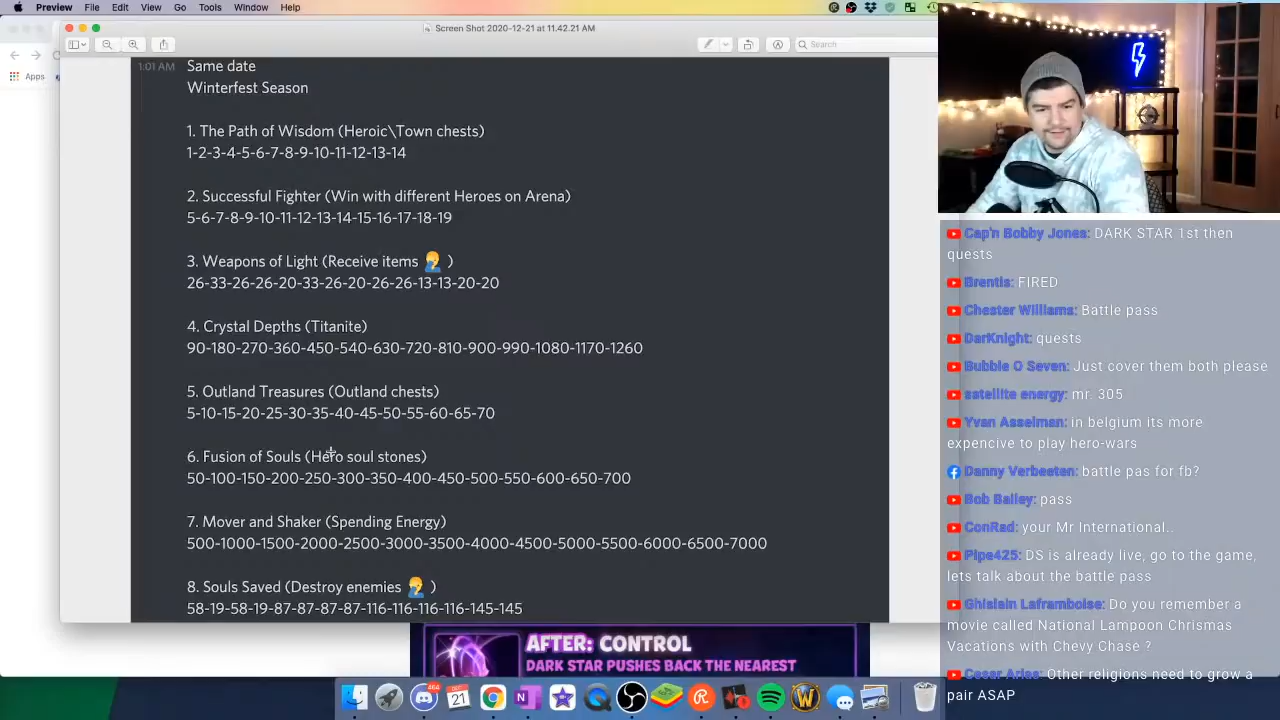 Preview File Edit View Go Tools Window Help
Screen Shot 2020-12-21 at 11.42.21 AM
Search
Apps
1:01 AM Same date
Winterfest Season
1. The Path of Wisdom (Heroic\Town chests)
1-2-3-4-5-6-7-8-9-10-11-12-13-14
2. Successful Fighter (Win with different Heroes on Arena)
5-6-7-8-9-10-11-12-13-14-15-16-17-18-19
3. Weapons of Light (Receive items 🤦‍♂️ )
26-33-26-26-20-33-26-20-26-26-13-13-20-20
4. Crystal Depths (Titanite)
90-180-270-360-450-540-630-720-810-900-990-1080-1170-1260
5. Outland Treasures (Outland chests)
5-10-15-20-25-30-35-40-45-50-55-60-65-70
6. Fusion of Souls (Hero soul stones)
50-100-150-200-250-300-350-400-450-500-550-600-650-700
7. Mover and Shaker (Spending Energy)
500-1000-1500-2000-2500-3000-3500-4000-4500-5000-5500-6000-6500-7000
8. Souls Saved (Destroy enemies 🤦‍♂️ )
58-19-58-19-87-87-87-87-116-116-116-116-145-145
AFTER: CONTROL
DARK STAR PUSHES BACK THE NEAREST
Cap'n Bobby Jones: DARK STAR 1st then
quests
Brentis: FIRED
Chester Williams: Battle pass
DarKnight: quests
Bubble O Seven: Just cover them both please
satellite energy: mr. 305
Yvan Asselman: in belgium its more
expencive to play hero-wars
Danny Verbeeten: battle pas for fb?
Bob Bailey: pass
ConRad: your Mr International..
Pipe425: DS is already live, go to the game,
lets talk about the battle pass
Ghislain Laframboise: Do you remember a
movie called National Lampoon Chrismas
Vacations with Chevy Chase ?
Cesar Arias: Other religions need to grow a
pair ASAP
464
21